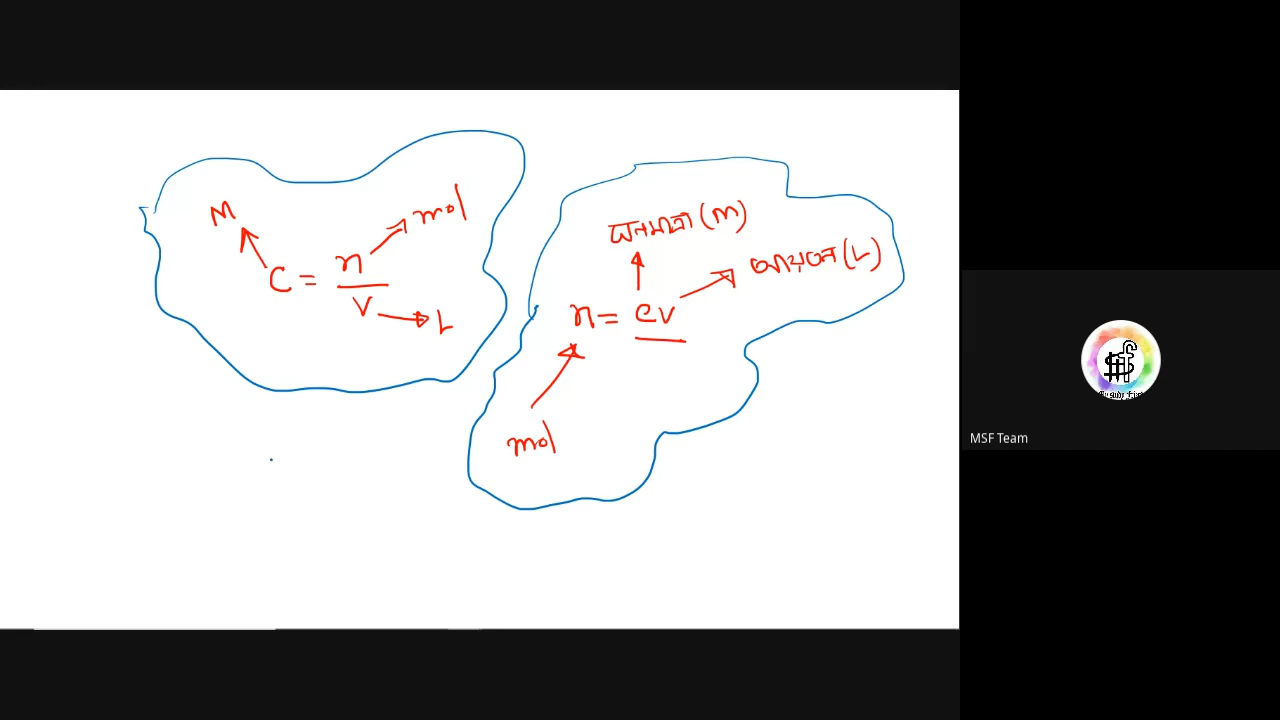 M
mol
C = n/V
L
ঘনমাত্রা (M)
আয়তন (L)
n = cv
mol
MSF Team